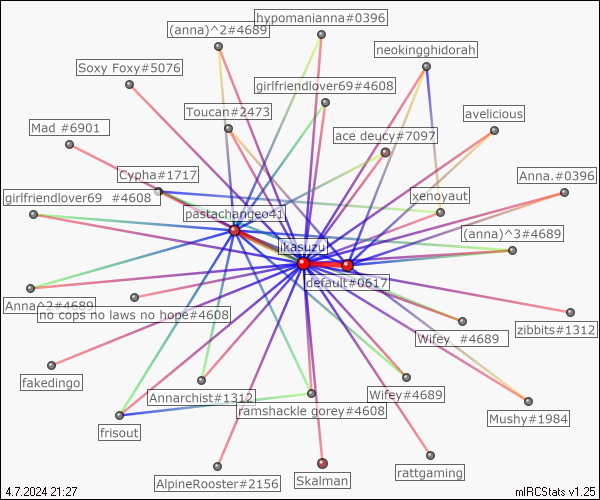 hypomanianna#0396
(anna)^2#4689
neokingghidorah
Soxy Foxy#5076
girlfriendlover69#4608
Toucan#2473
avelicious
Mad #6901
ace deucy#7097
Cypha#1717
Anna.#0396
girlfriendlover69 #4608
xenoyaut
pastachangeo41
(anna)^3#4689
ikasuzu
default#0617
Anna^2#4689
no cops no laws no hope#4608
zibbits#1312
Wifey_#4689
fakedingo
Annarchist#1312
Wifey#4689
ramshackle gorey#4608
Mushy#1984
frisout
AlpineRooster#2156
Skalman
rattgaming
4.7.2024 21:27
mIRCStats v1.25